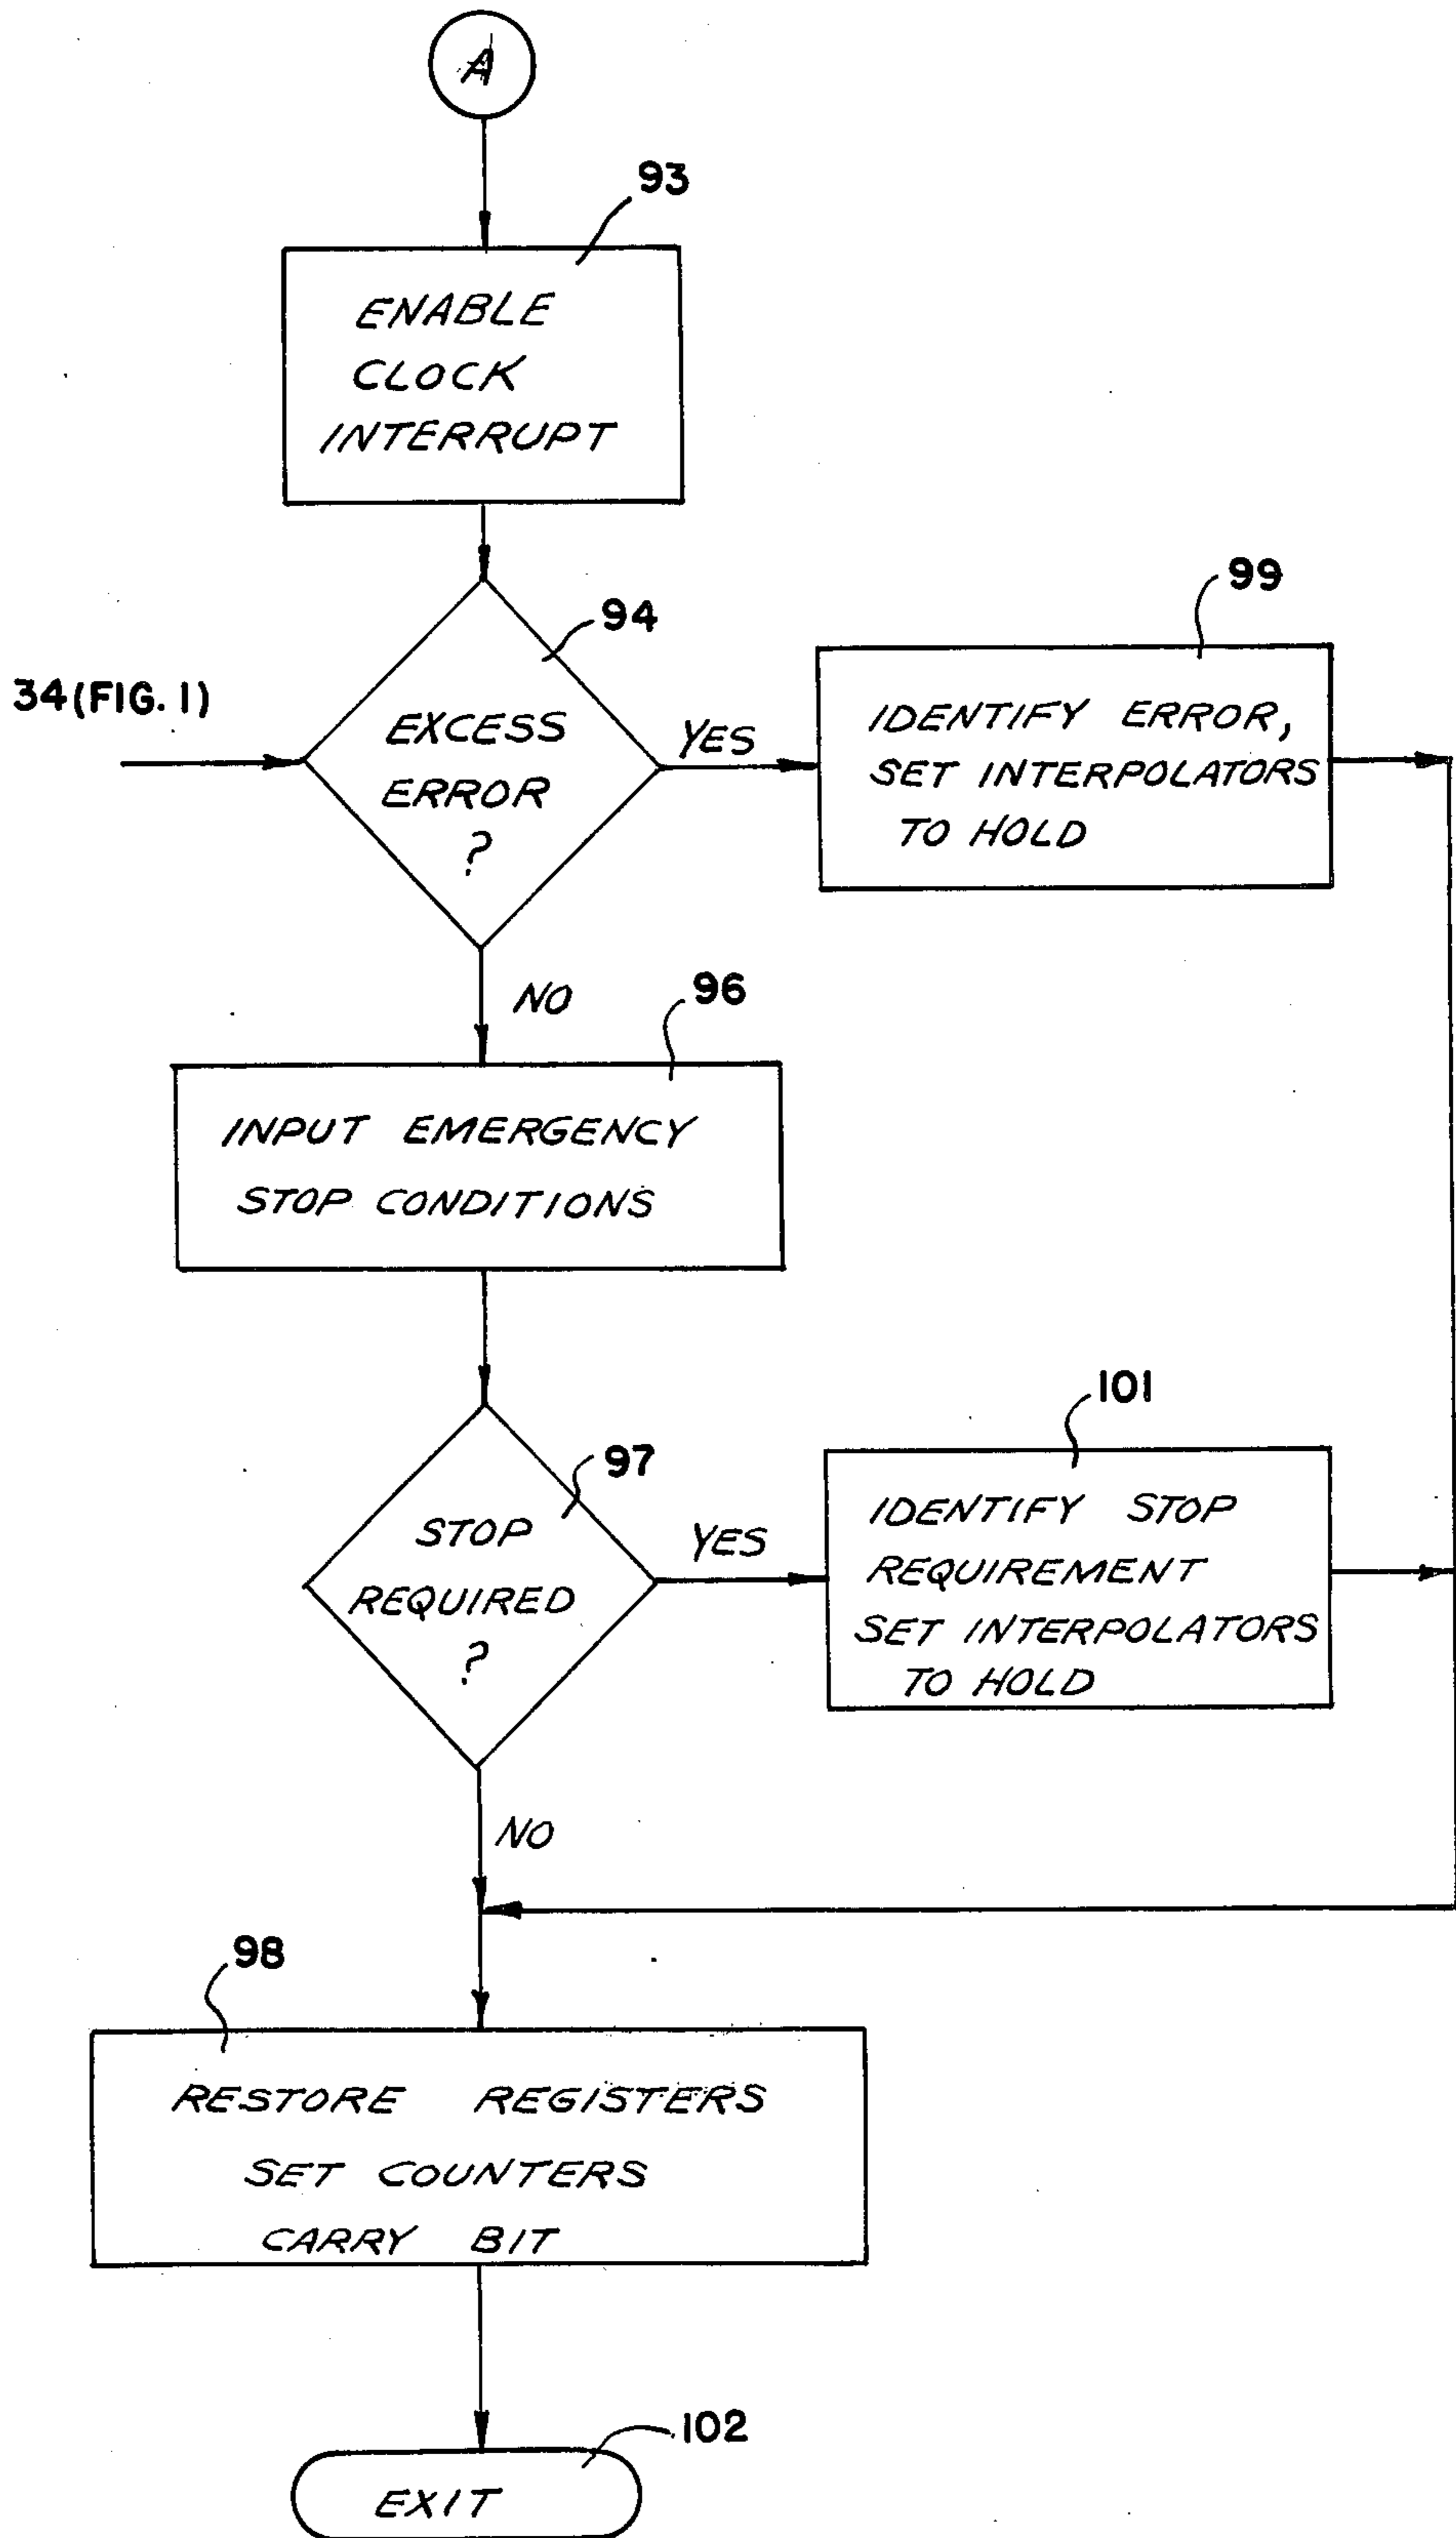 A
93
ENABLE
CLOCK
INTERRUPT
94
34 (FIG. 1)
EXCESS
ERROR
?
YES
99
IDENTIFY ERROR,
SET INTERPOLATORS
TO HOLD
NO
96
INPUT EMERGENCY
STOP CONDITIONS
97
STOP
REQUIRED
?
YES
101
IDENTIFY STOP
REQUIREMENT
SET INTERPOLATORS
TO HOLD
NO
98
RESTORE REGISTERS
SET COUNTERS
CARRY BIT
102
EXIT